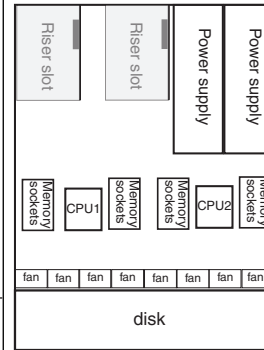 Riser slot
Riser slot
Power supply
Power supply
Memory
sockets
CPU1
Memory
sockets
Memory
sockets
CPU2
Memory
sockets
fan
fan
fan
fan
fan
fan
fan
fan
disk